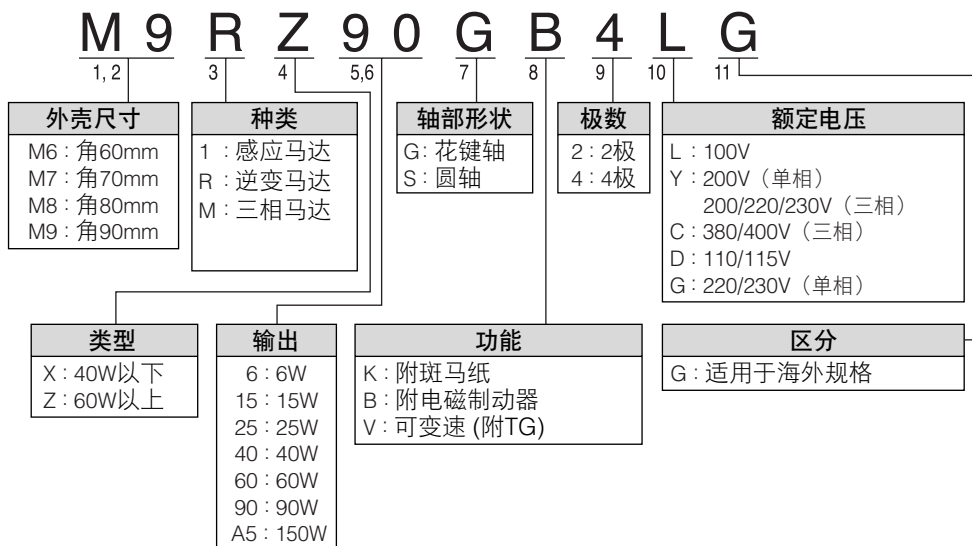 M 9 R Z 9 0 G B 4 L G
1, 2 3 4 5,6 7 8 9 10 11
外壳尺寸
M6：角60mm
M7：角70mm
M8：角80mm
M9：角90mm
种类
1 ：感应马达
R：逆变马达
M：三相马达
轴部形状
G：花键轴
S：圆轴
极数
2：2极
4：4极
额定电压
L：100V
Y：200V（单相）
200/220/230V（三相）
C：380/400V（三相）
D：110/115V
G：220/230V（单相）
类型
X：40W以下
Z：60W以上
输出
6：6W
15：15W
25：25W
40：40W
60：60W
90：90W
A5：150W
功能
K：附斑马纸
B：附电磁制动器
V：可变速 (附TG)
区分
G：适用于海外规格